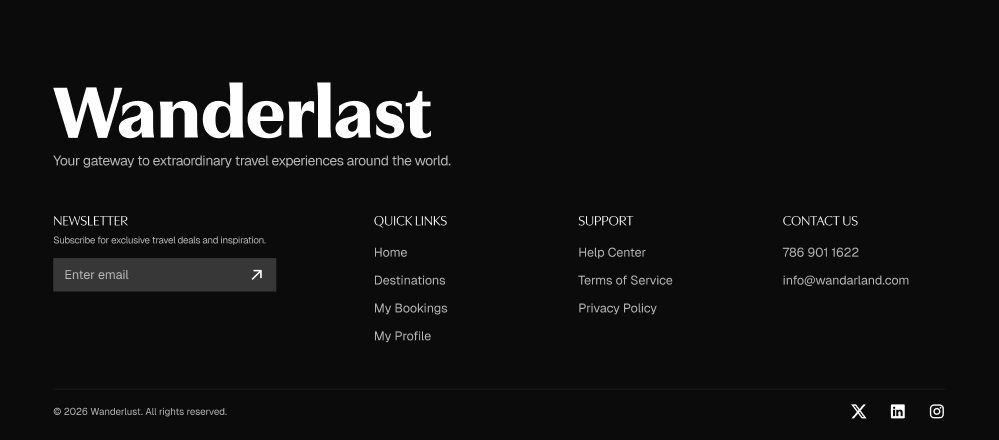 Wanderlast
Your gateway to extraordinary travel experiences around the world.
NEWSLETTER
Subscribe for exclusive travel deals and inspiration.
Enter email
QUICK LINKS
Home
Destinations
My Bookings
My Profile
SUPPORT
Help Center
Terms of Service
Privacy Policy
CONTACT US
786 901 1622
info@wandarland.com
© 2026 Wanderlust. All rights reserved.